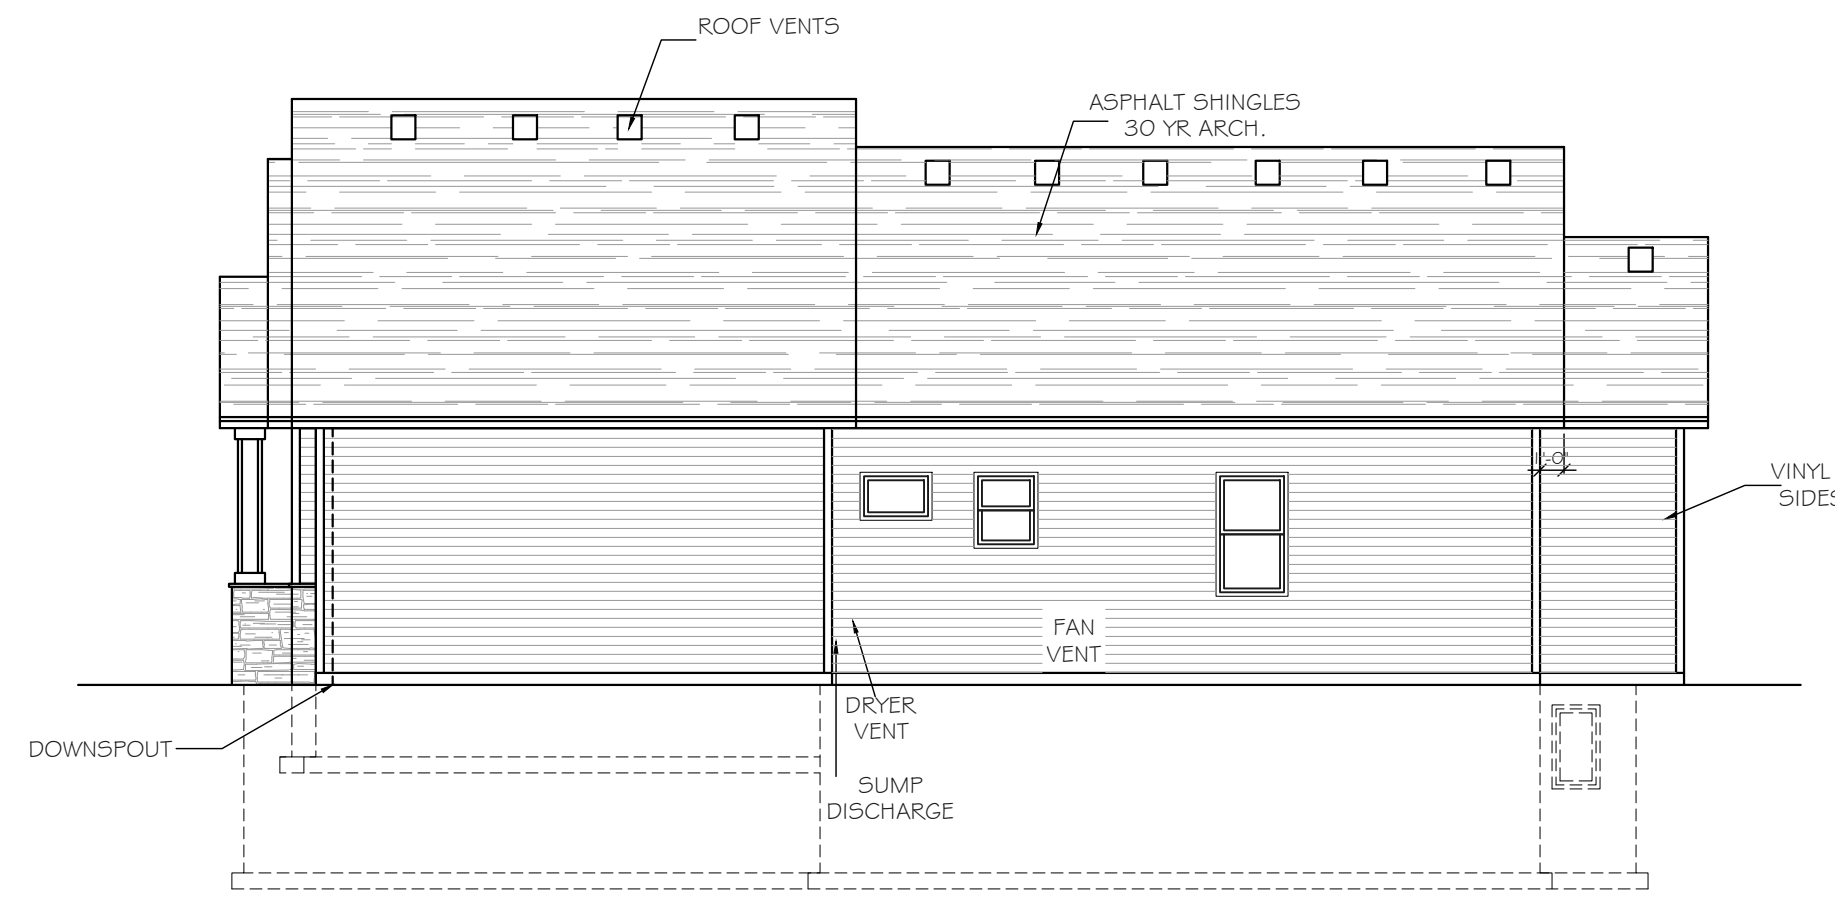 ROOF VENTS
ASPHALT SHINGLES
30 YR ARCH.
1'-0"
VINYL
SIDES
FAN
VENT
DRYER
VENT
DOWNSPOUT
SUMP
DISCHARGE